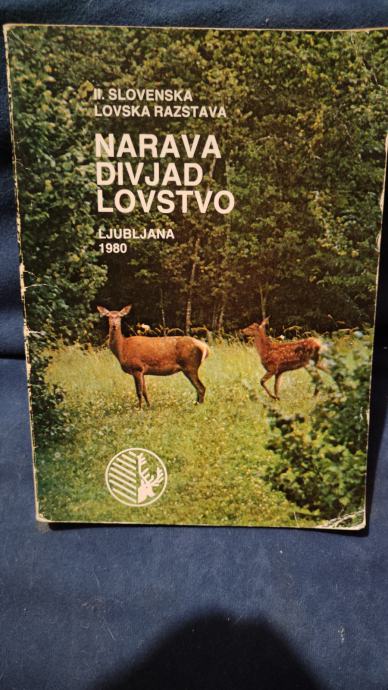 II. SLOVENSKA
LOVSKA RAZSTAVA
NARAVA
DIVJAD
LOVSTVO
LJUBLJANA
1980